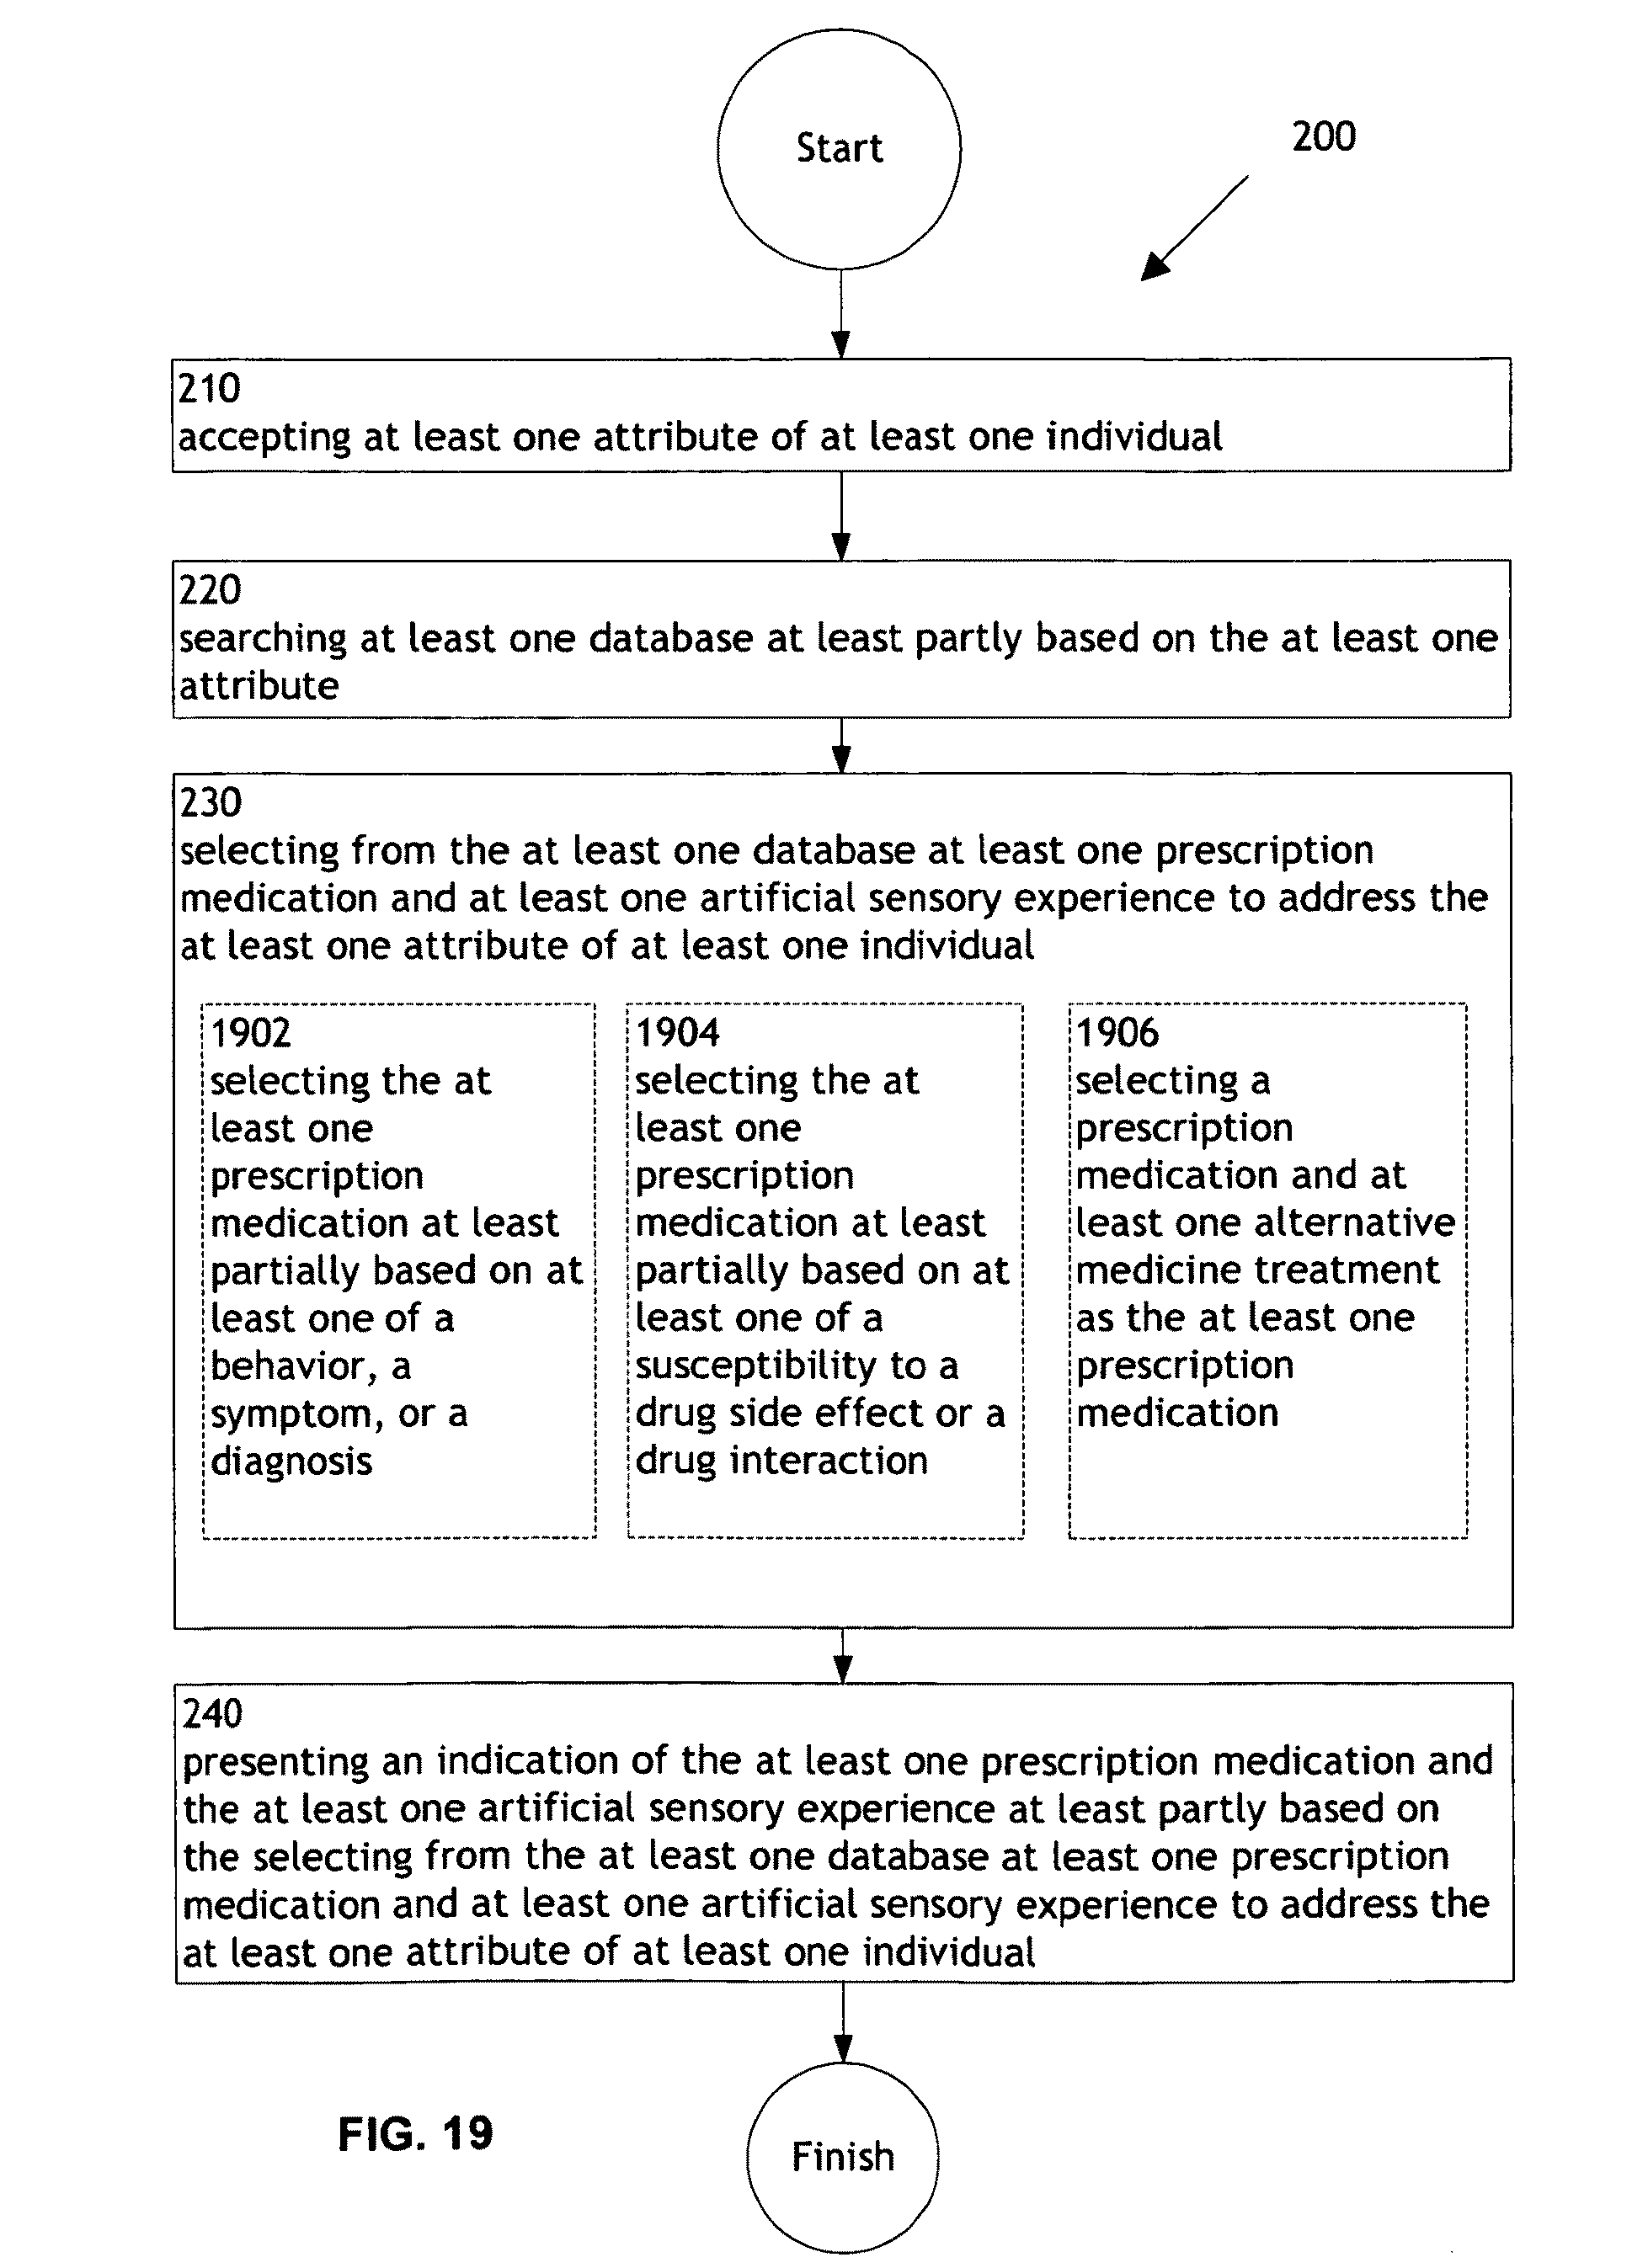 Start
200
210
accepting at least one attribute of at least one individual
220
searching at least one database at least partly based on the at least one
attribute
230
selecting from the at least one database at least one prescription
medication and at least one artificial sensory experience to address the
at least one attribute of at least one individual
1902
selecting the at
least one
prescription
medication at least
partially based on at
least one of a
behavior, a
symptom, or a
diagnosis
1904
selecting the at
least one
prescription
medication at least
partially based on at
least one of a
susceptibility to a
drug side effect or a
drug interaction
1906
selecting a
prescription
medication and at
least one alternative
medicine treatment
as the at least one
prescription
medication
240
presenting an indication of the at least one prescription medication and
the at least one artificial sensory experience at least partly based on
the selecting from the at least one database at least one prescription
medication and at least one artificial sensory experience to address the
at least one attribute of at least one individual
FIG. 19
Finish